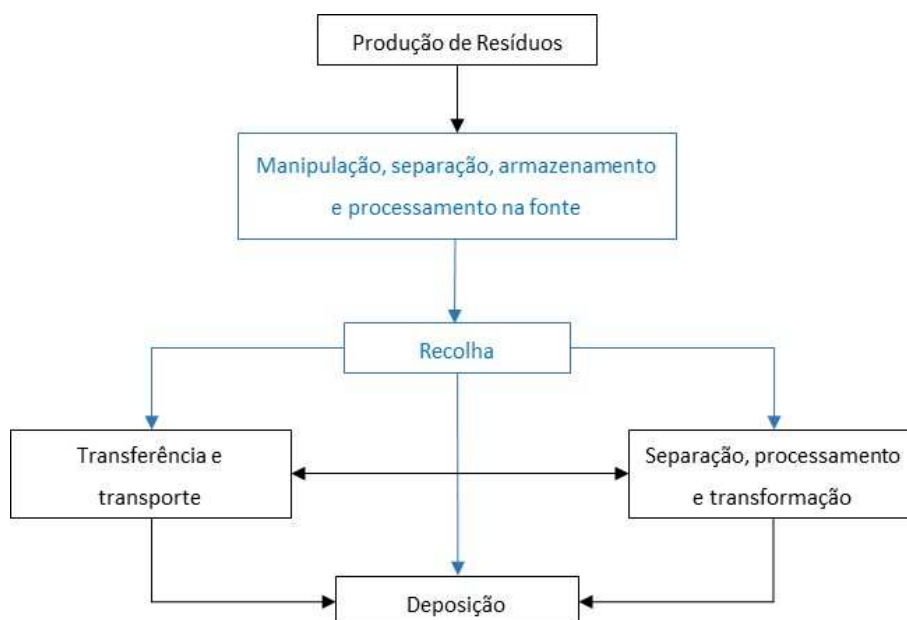 Produção de Resíduos
Manipulação, separação, armazenamento
e processamento na fonte
Recolha
Transferência e
transporte
Separação, processamento
e transformação
Deposição